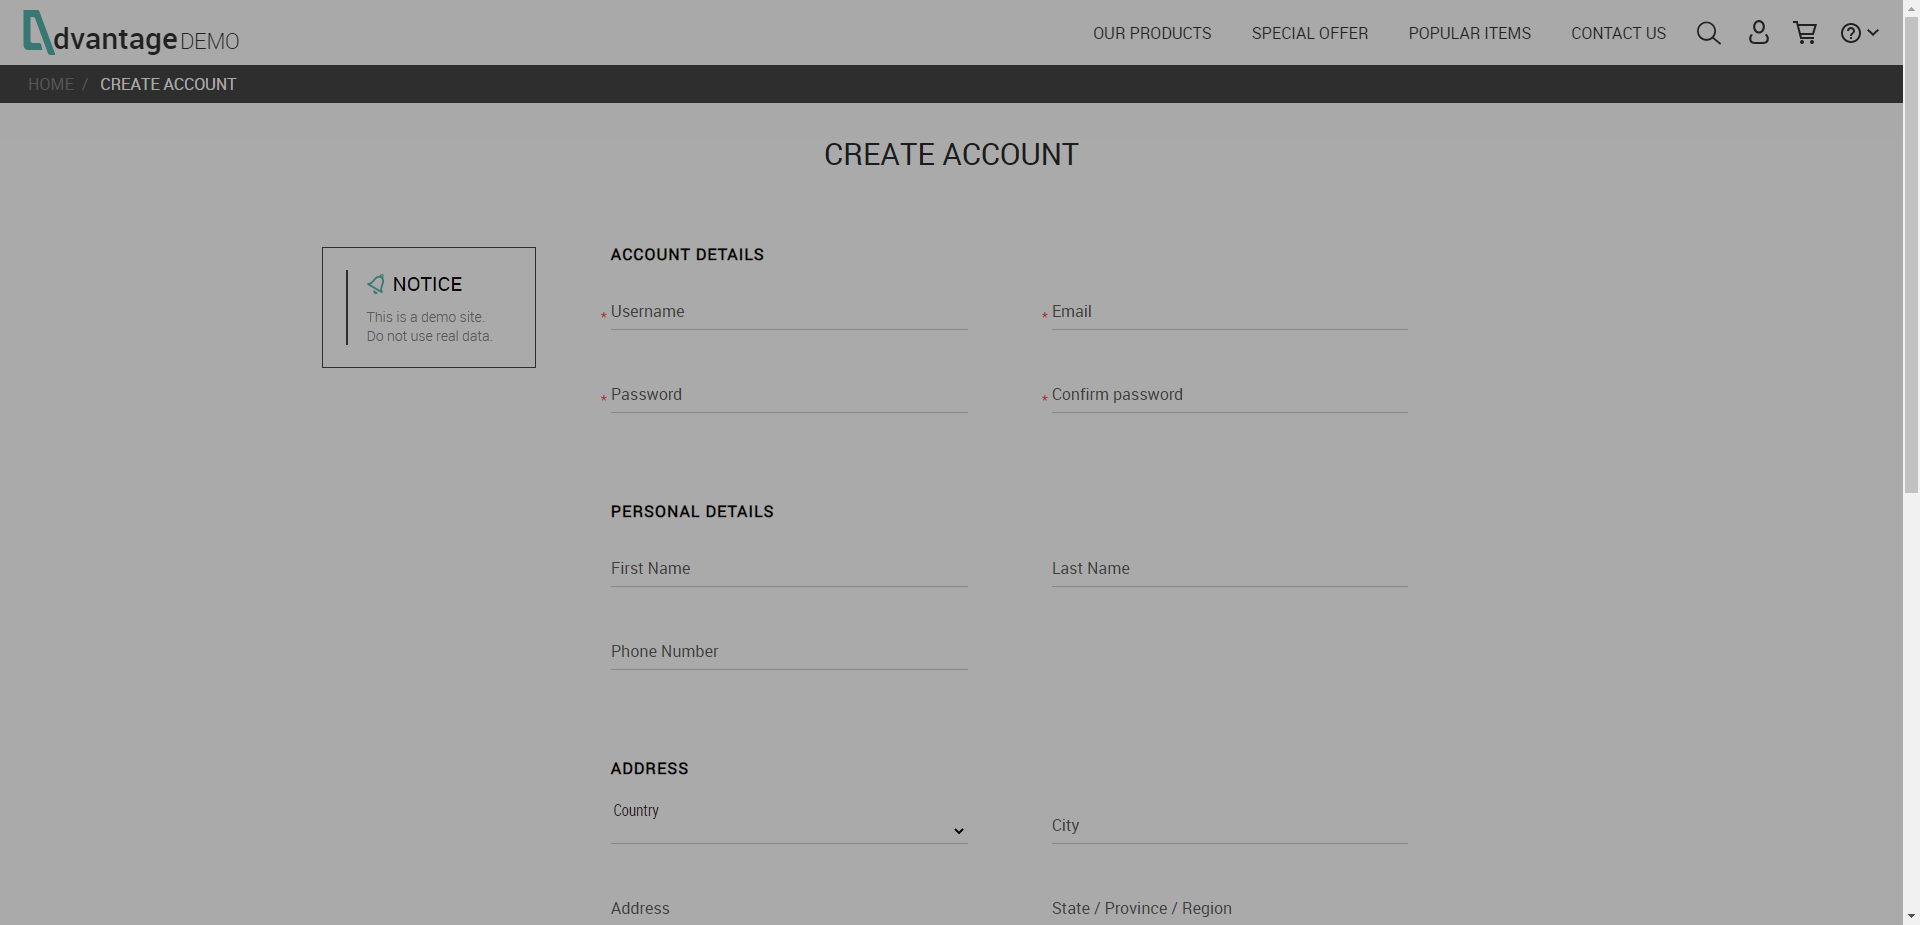 dvantage DEMO
OUR PRODUCTS SPECIAL OFFER POPULAR ITEMS CONTACT US
HOME / CREATE ACCOUNT
CREATE ACCOUNT
NOTICE
This is a demo site.
Do not use real data.
ACCOUNT DETAILS
* Username * Email
* Password * Confirm password
PERSONAL DETAILS
First Name Last Name
Phone Number
ADDRESS
Country
City
Address State / Province / Region